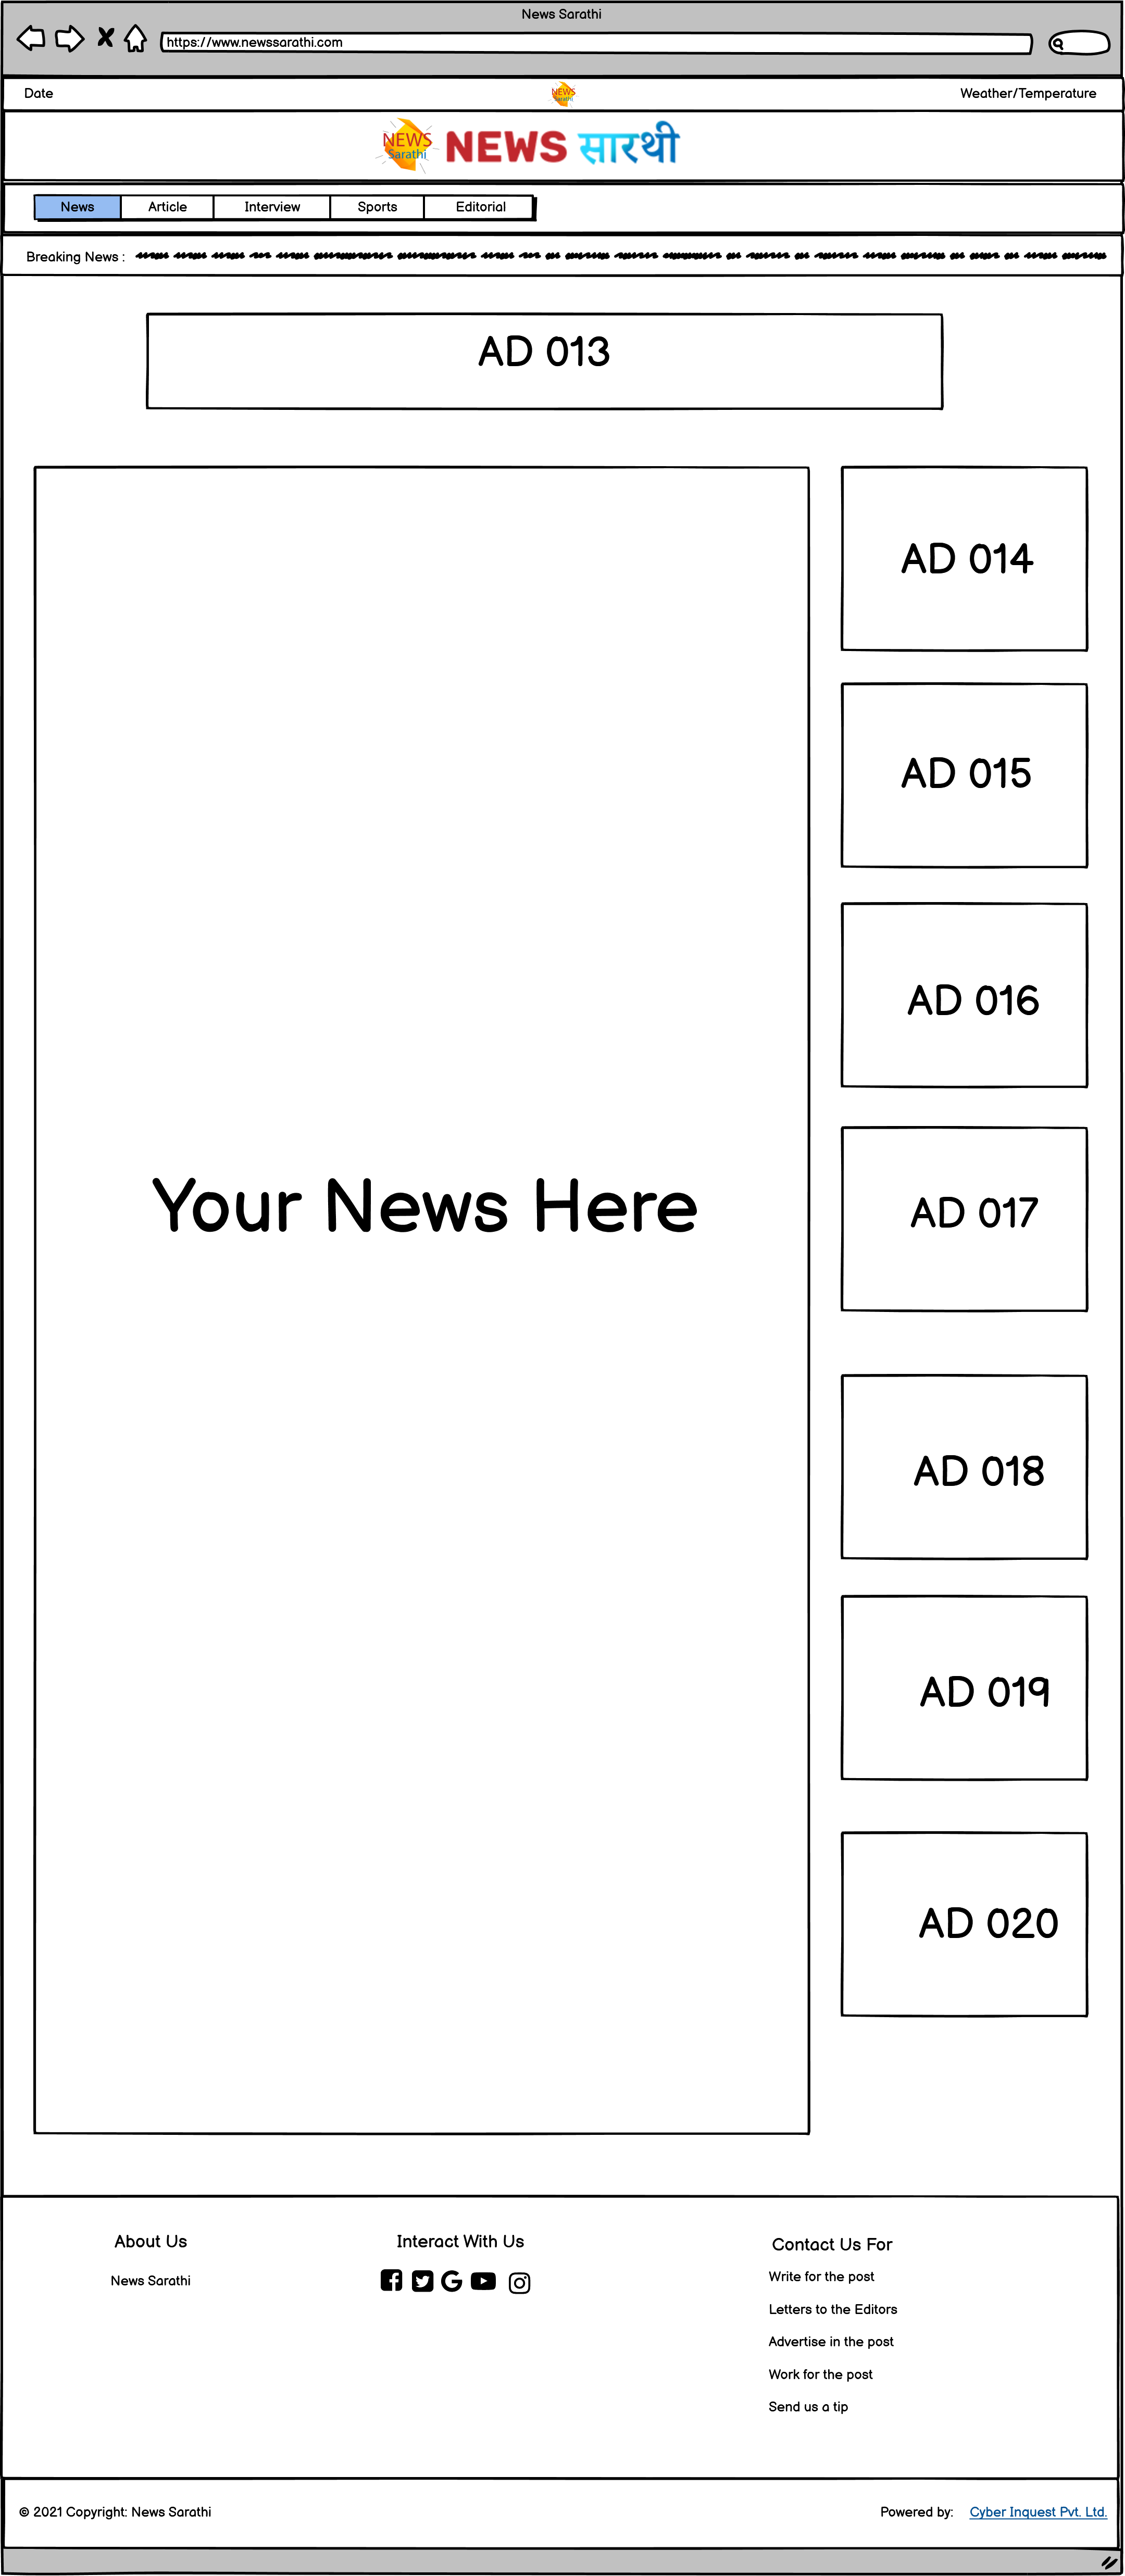 News Sarathi
https://www.newssarathi.com
Date
NEWS
Sarathi
Weather/Temperature
NEWS
Sarathi
NEWS सारथी
News Article Interview Sports Editorial
Breaking News :
AD 013
Your News Here
AD 014
AD 015
AD 016
AD 017
AD 018
AD 019
AD 020
About Us
News Sarathi
Interact With Us
Contact Us For
Write for the post
Letters to the Editors
Advertise in the post
Work for the post
Send us a tip
© 2021 Copyright: News Sarathi
Powered by: Cyber Inquest Pvt. Ltd.